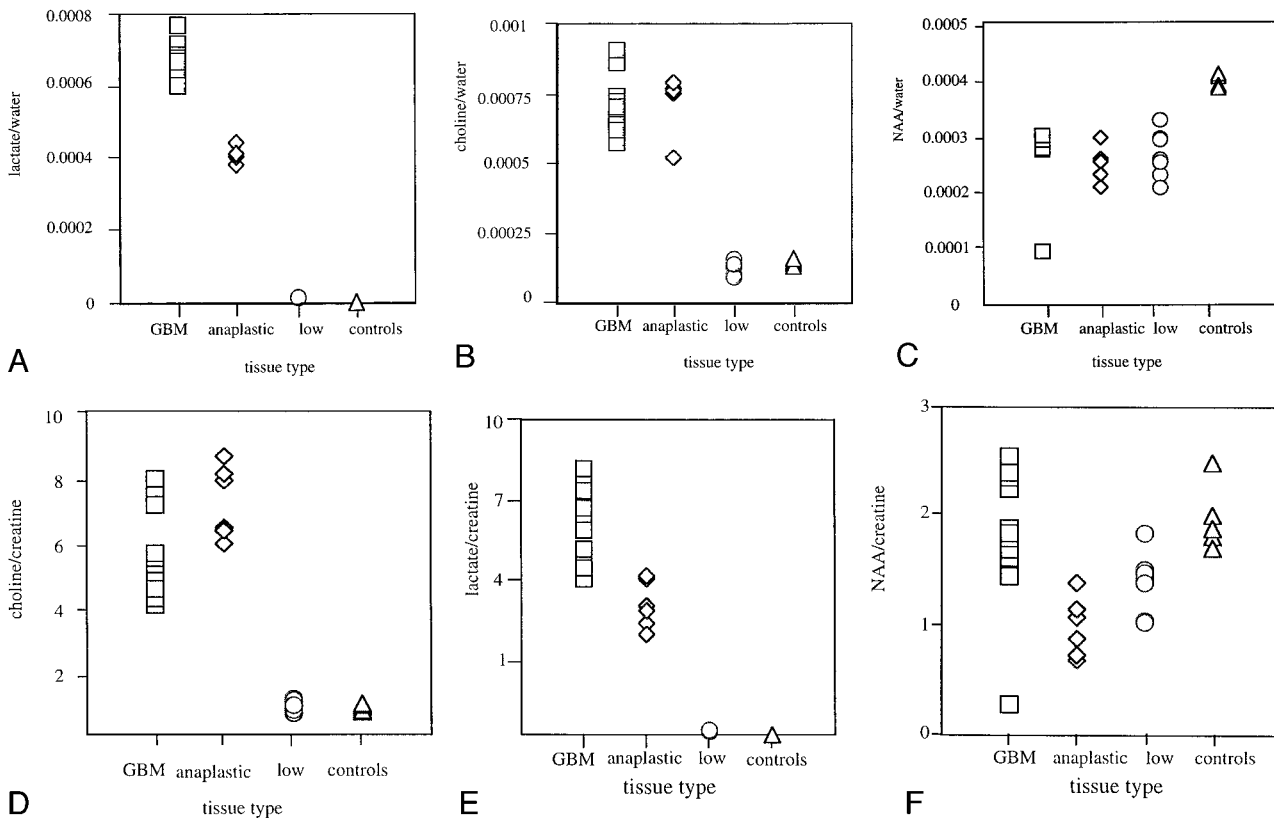 lactate/water
0.0008
0.0006
0.0004
0.0002
0
GBM anaplastic low controls
tissue type
A
choline/water
0.001
0.00075
0.0005
0.00025
0
GBM anaplastic low controls
tissue type
B
NAA/water
0.0005
0.0004
0.0003
0.0002
0.0001
0
GBM anaplastic low controls
tissue type
C
choline/creatine
10
8
6
4
2
GBM anaplastic low controls
tissue type
D
lactate/creatine
10
7
4
1
GBM anaplastic low controls
tissue type
E
NAA/creatine
3
2
1
0
GBM anaplastic low controls
tissue type
F